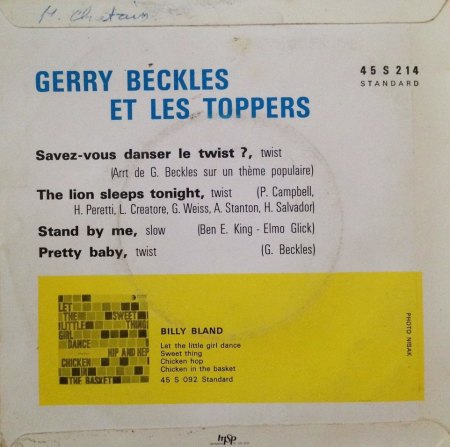 H. Chetain
GERRY BECKLES
ET LES TOPPERS
45 S 214
STANDARD
Savez-vous danser le twist ?, twist
(Arrt de G. Beckles sur un thème populaire)
The lion sleeps tonight, twist (P. Campbell,
H. Peretti, L. Creatore, G. Weiss, A. Stanton, H. Salvador)
Stand by me, slow (Ben E. King - Elmo Glick)
Pretty baby, twist (G. Beckles)
LET
THE SWEET
LITTLE THING
GIRL
DANCE HIP AND HEP
CHICKEN
IN
THE BASKET
BILLY BLAND
Let the little girl dance
Sweet thing
Chicken hop
Chicken in the basket
45 S 092 Standard
PHOTO NISAK
msp